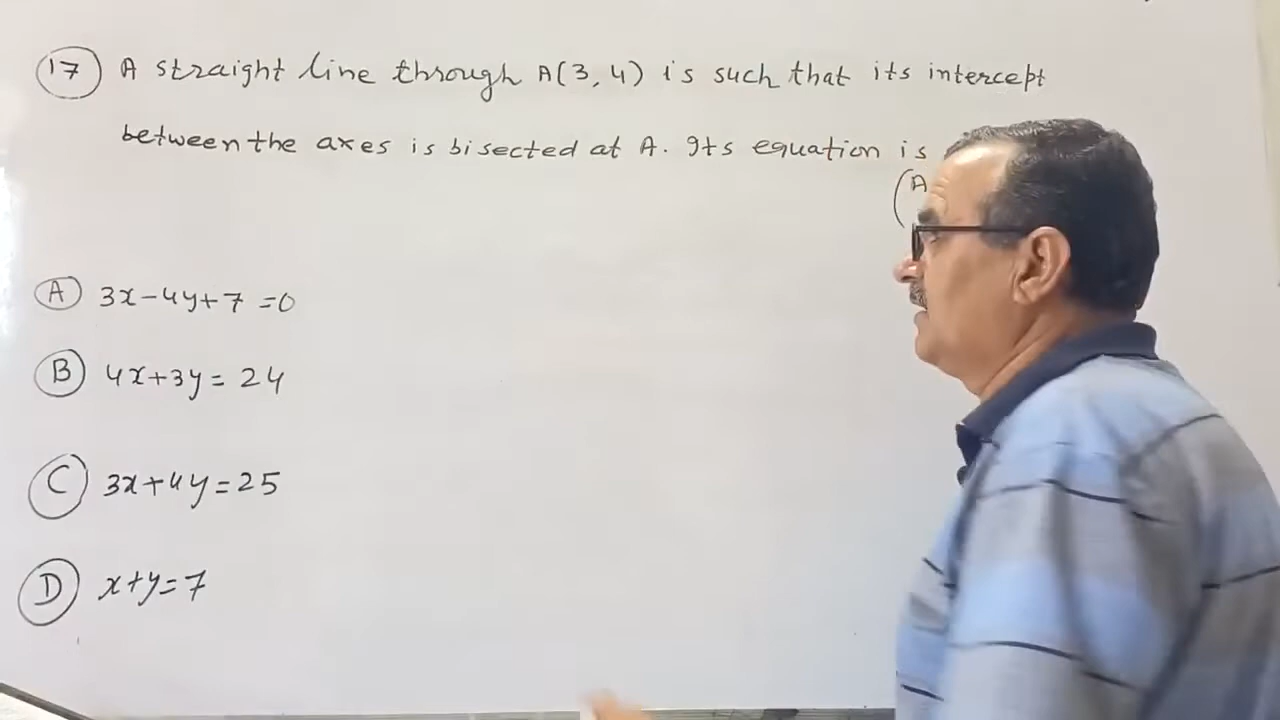 17 A straight line through A(3, 4) is such that its intercept
between the axes is bisected at A. Its equation is
(A
A 3x-4y+7=0
B 4x+3y=24
C 3x+4y=25
D x+y=7